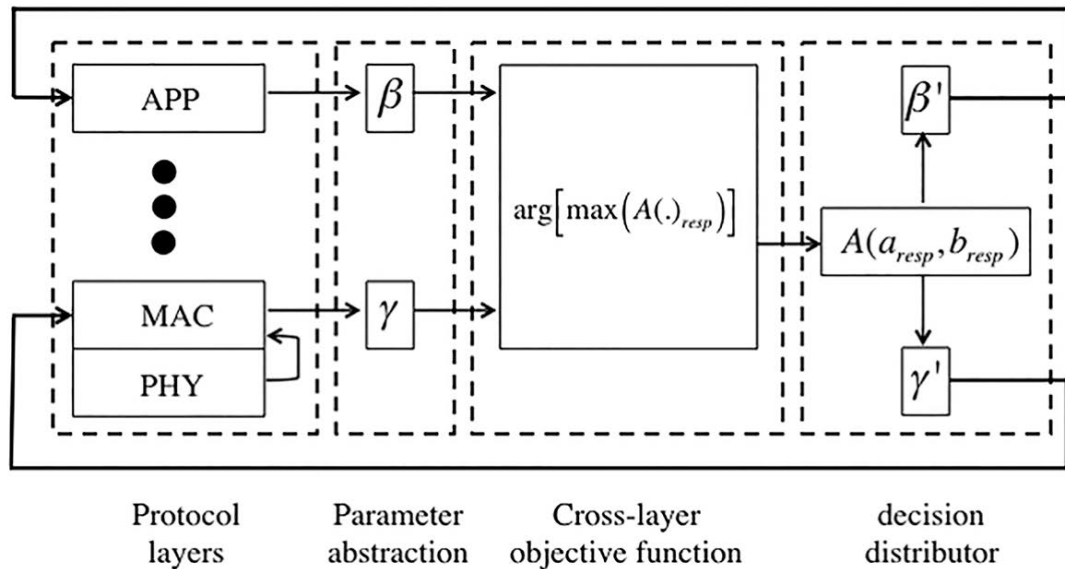 APP
β
β'
arg[max(A(.)resp)]
A(aresp,bresp)
MAC
γ
PHY
γ'
Protocol
layers
Parameter
abstraction
Cross-layer
objective function
decision
distributor